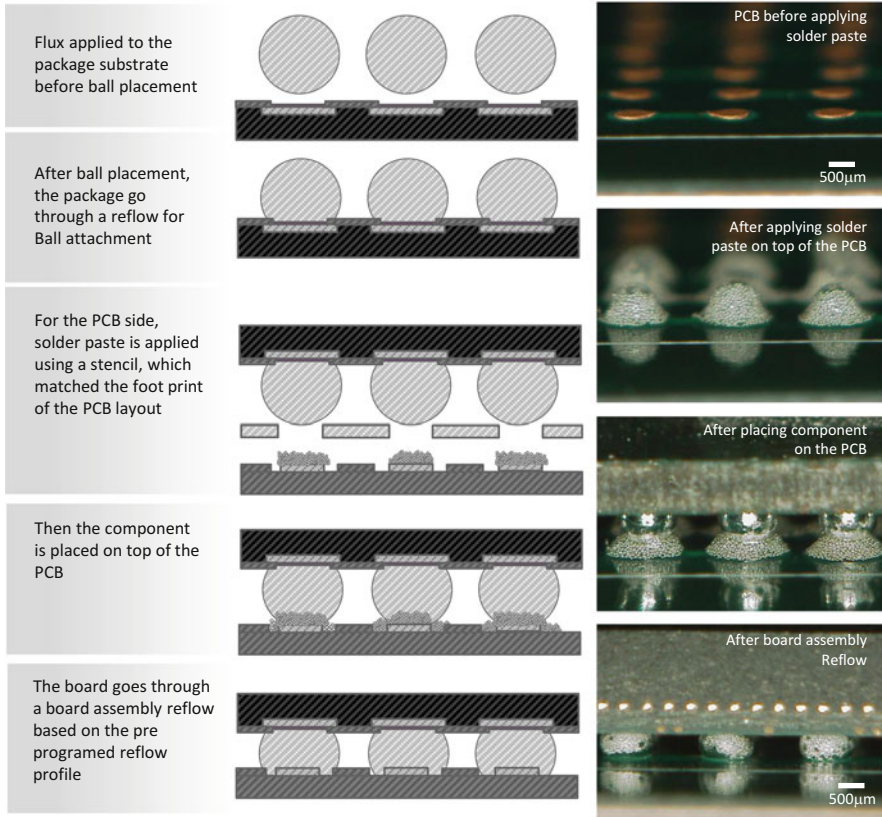 Flux applied to the
package substrate
before ball placement
After ball placement,
the package go
through a reflow for
Ball attachment
For the PCB side,
solder paste is applied
using a stencil, which
matched the foot print
of the PCB layout
Then the component
is placed on top of the
PCB
The board goes through
a board assembly reflow
based on the pre
programed reflow
profile
PCB before applying
solder paste
500μm
After applying solder
paste on top of the PCB
After placing component
on the PCB
After board assembly
Reflow
500μm